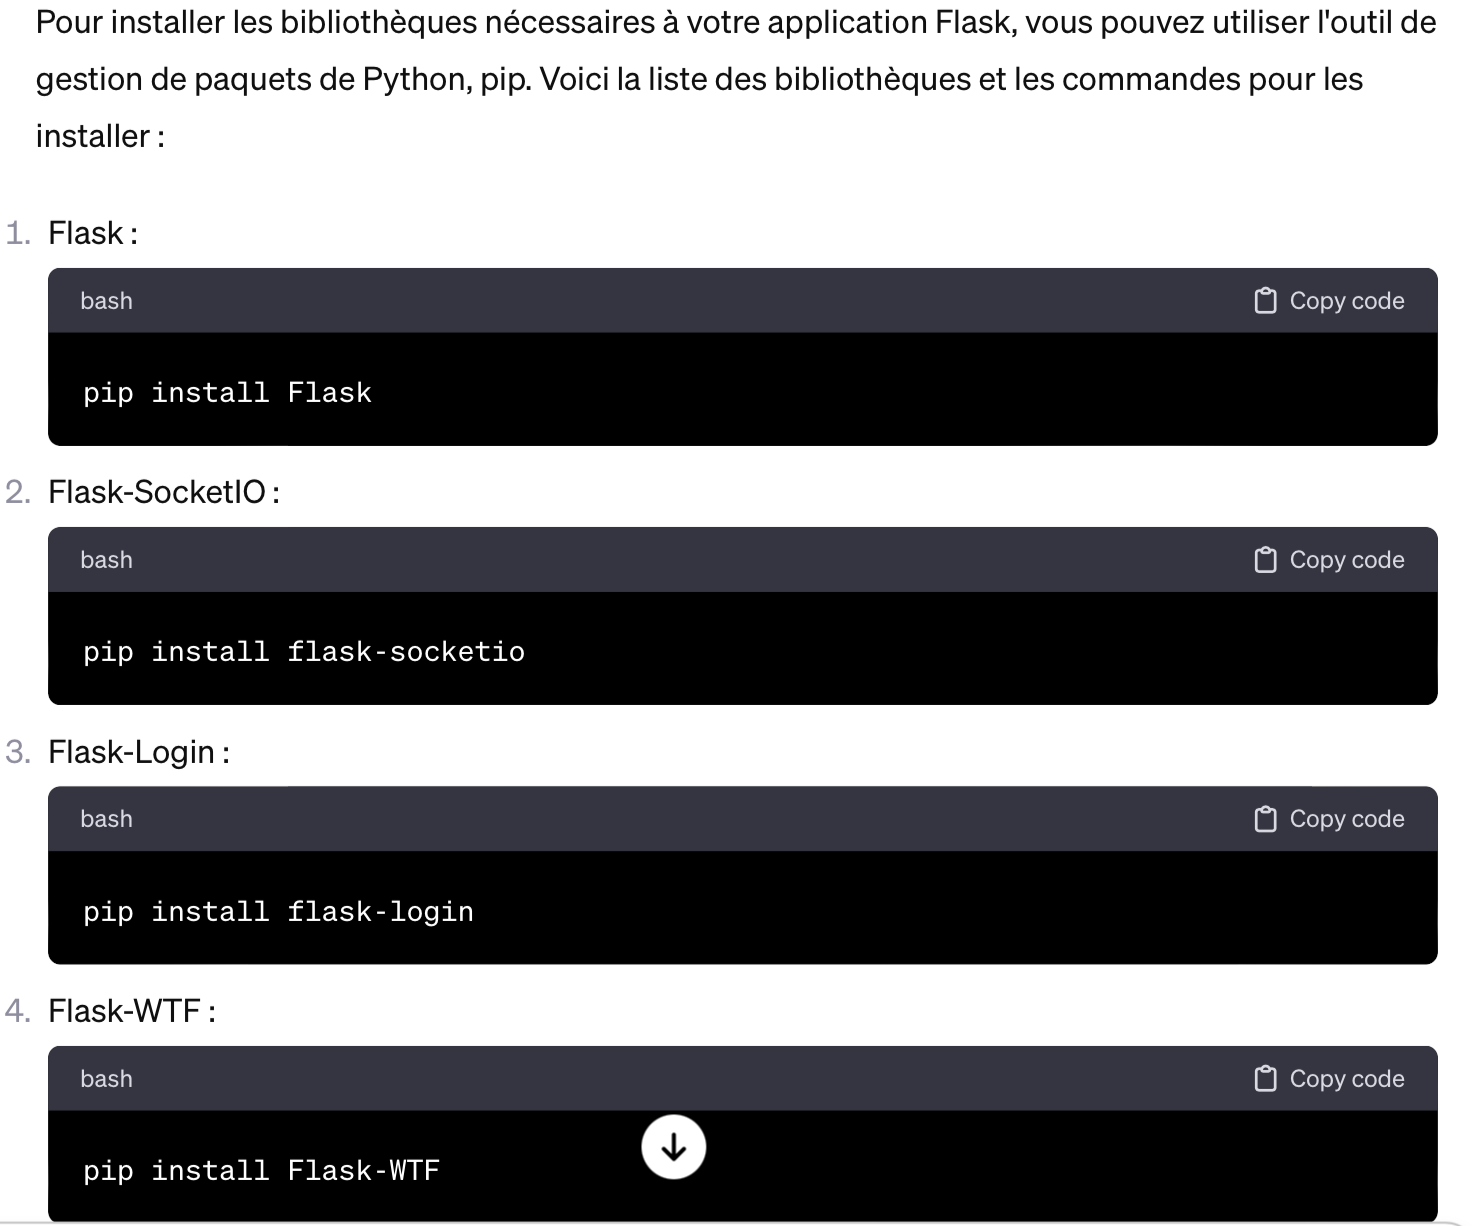 Pour installer les bibliothèques nécessaires à votre application Flask, vous pouvez utiliser l'outil de
gestion de paquets de Python, pip. Voici la liste des bibliothèques et les commandes pour les
installer :
1. Flask :
bash Copy code
pip install Flask
2. Flask-SocketIO :
bash Copy code
pip install flask-socketio
3. Flask-Login :
bash Copy code
pip install flask-login
4. Flask-WTF :
bash Copy code
pip install Flask-WTF